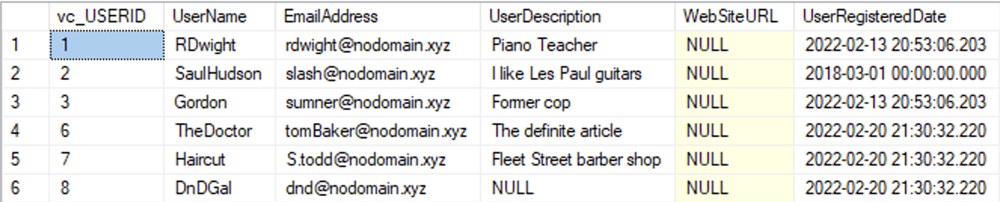 vc_USERID UserName EmailAddress UserDescription WebSiteURL UserRegisteredDate
1 1 RDwight rdwight@nodomain.xyz Piano Teacher NULL 2022-02-13 20:53:06.203
2 2 SaulHudson slash@nodomain.xyz I like Les Paul guitars NULL 2018-03-01 00:00:00.000
3 3 Gordon sumner@nodomain.xyz Former cop NULL 2022-02-13 20:53:06.203
4 6 TheDoctor tomBaker@nodomain.xyz The definite article NULL 2022-02-20 21:30:32.220
5 7 Haircut S.todd@nodomain.xyz Fleet Street barber shop NULL 2022-02-20 21:30:32.220
6 8 DnDGal dnd@nodomain.xyz NULL NULL 2022-02-20 21:30:32.220